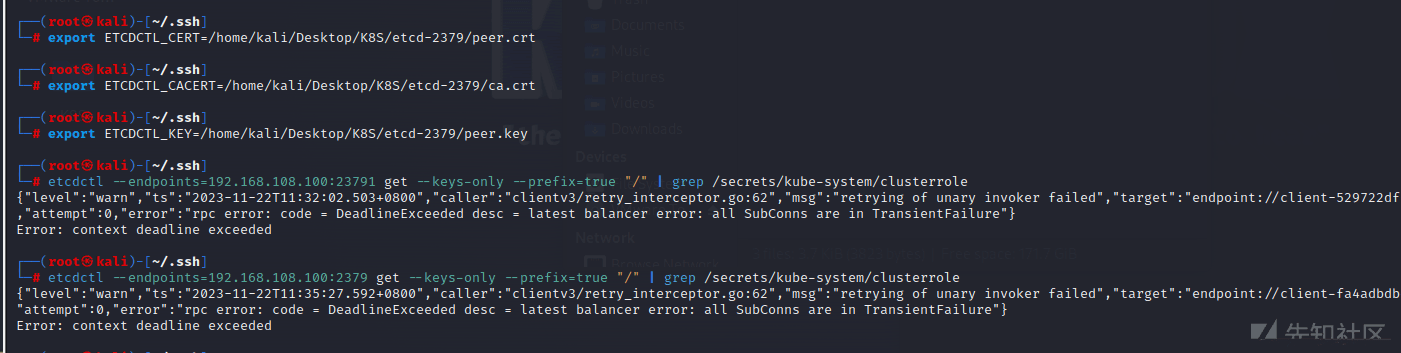 ┌──(root㉿kali)-[~/.ssh]
└─# export ETCDCTL_CERT=/home/kali/Desktop/K8S/etcd-2379/peer.crt
┌──(root㉿kali)-[~/.ssh]
└─# export ETCDCTL_CACERT=/home/kali/Desktop/K8S/etcd-2379/ca.crt
┌──(root㉿kali)-[~/.ssh]
└─# export ETCDCTL_KEY=/home/kali/Desktop/K8S/etcd-2379/peer.key
┌──(root㉿kali)-[~/.ssh]
└─# etcdctl --endpoints=192.168.108.100:23791 get --keys-only --prefix=true "/" | grep /secrets/kube-system/clusterrole
{"level":"warn","ts":"2023-11-22T11:32:02.503+0800","caller":"clientv3/retry_interceptor.go:62","msg":"retrying of unary invoker failed","target":"endpoint://client-529722df
,"attempt":0,"error":"rpc error: code = DeadlineExceeded desc = latest balancer error: all SubConns are in TransientFailure"}
Error: context deadline exceeded
┌──(root㉿kali)-[~/.ssh]
└─# etcdctl --endpoints=192.168.108.100:2379 get --keys-only --prefix=true "/" | grep /secrets/kube-system/clusterrole
{"level":"warn","ts":"2023-11-22T11:35:27.592+0800","caller":"clientv3/retry_interceptor.go:62","msg":"retrying of unary invoker failed","target":"endpoint://client-fa4adbdb
"attempt":0,"error":"rpc error: code = DeadlineExceeded desc = latest balancer error: all SubConns are in TransientFailure"}
Error: context deadline exceeded
Documents
Music
Pictures
Videos
Downloads
Devices
Network
先知社区